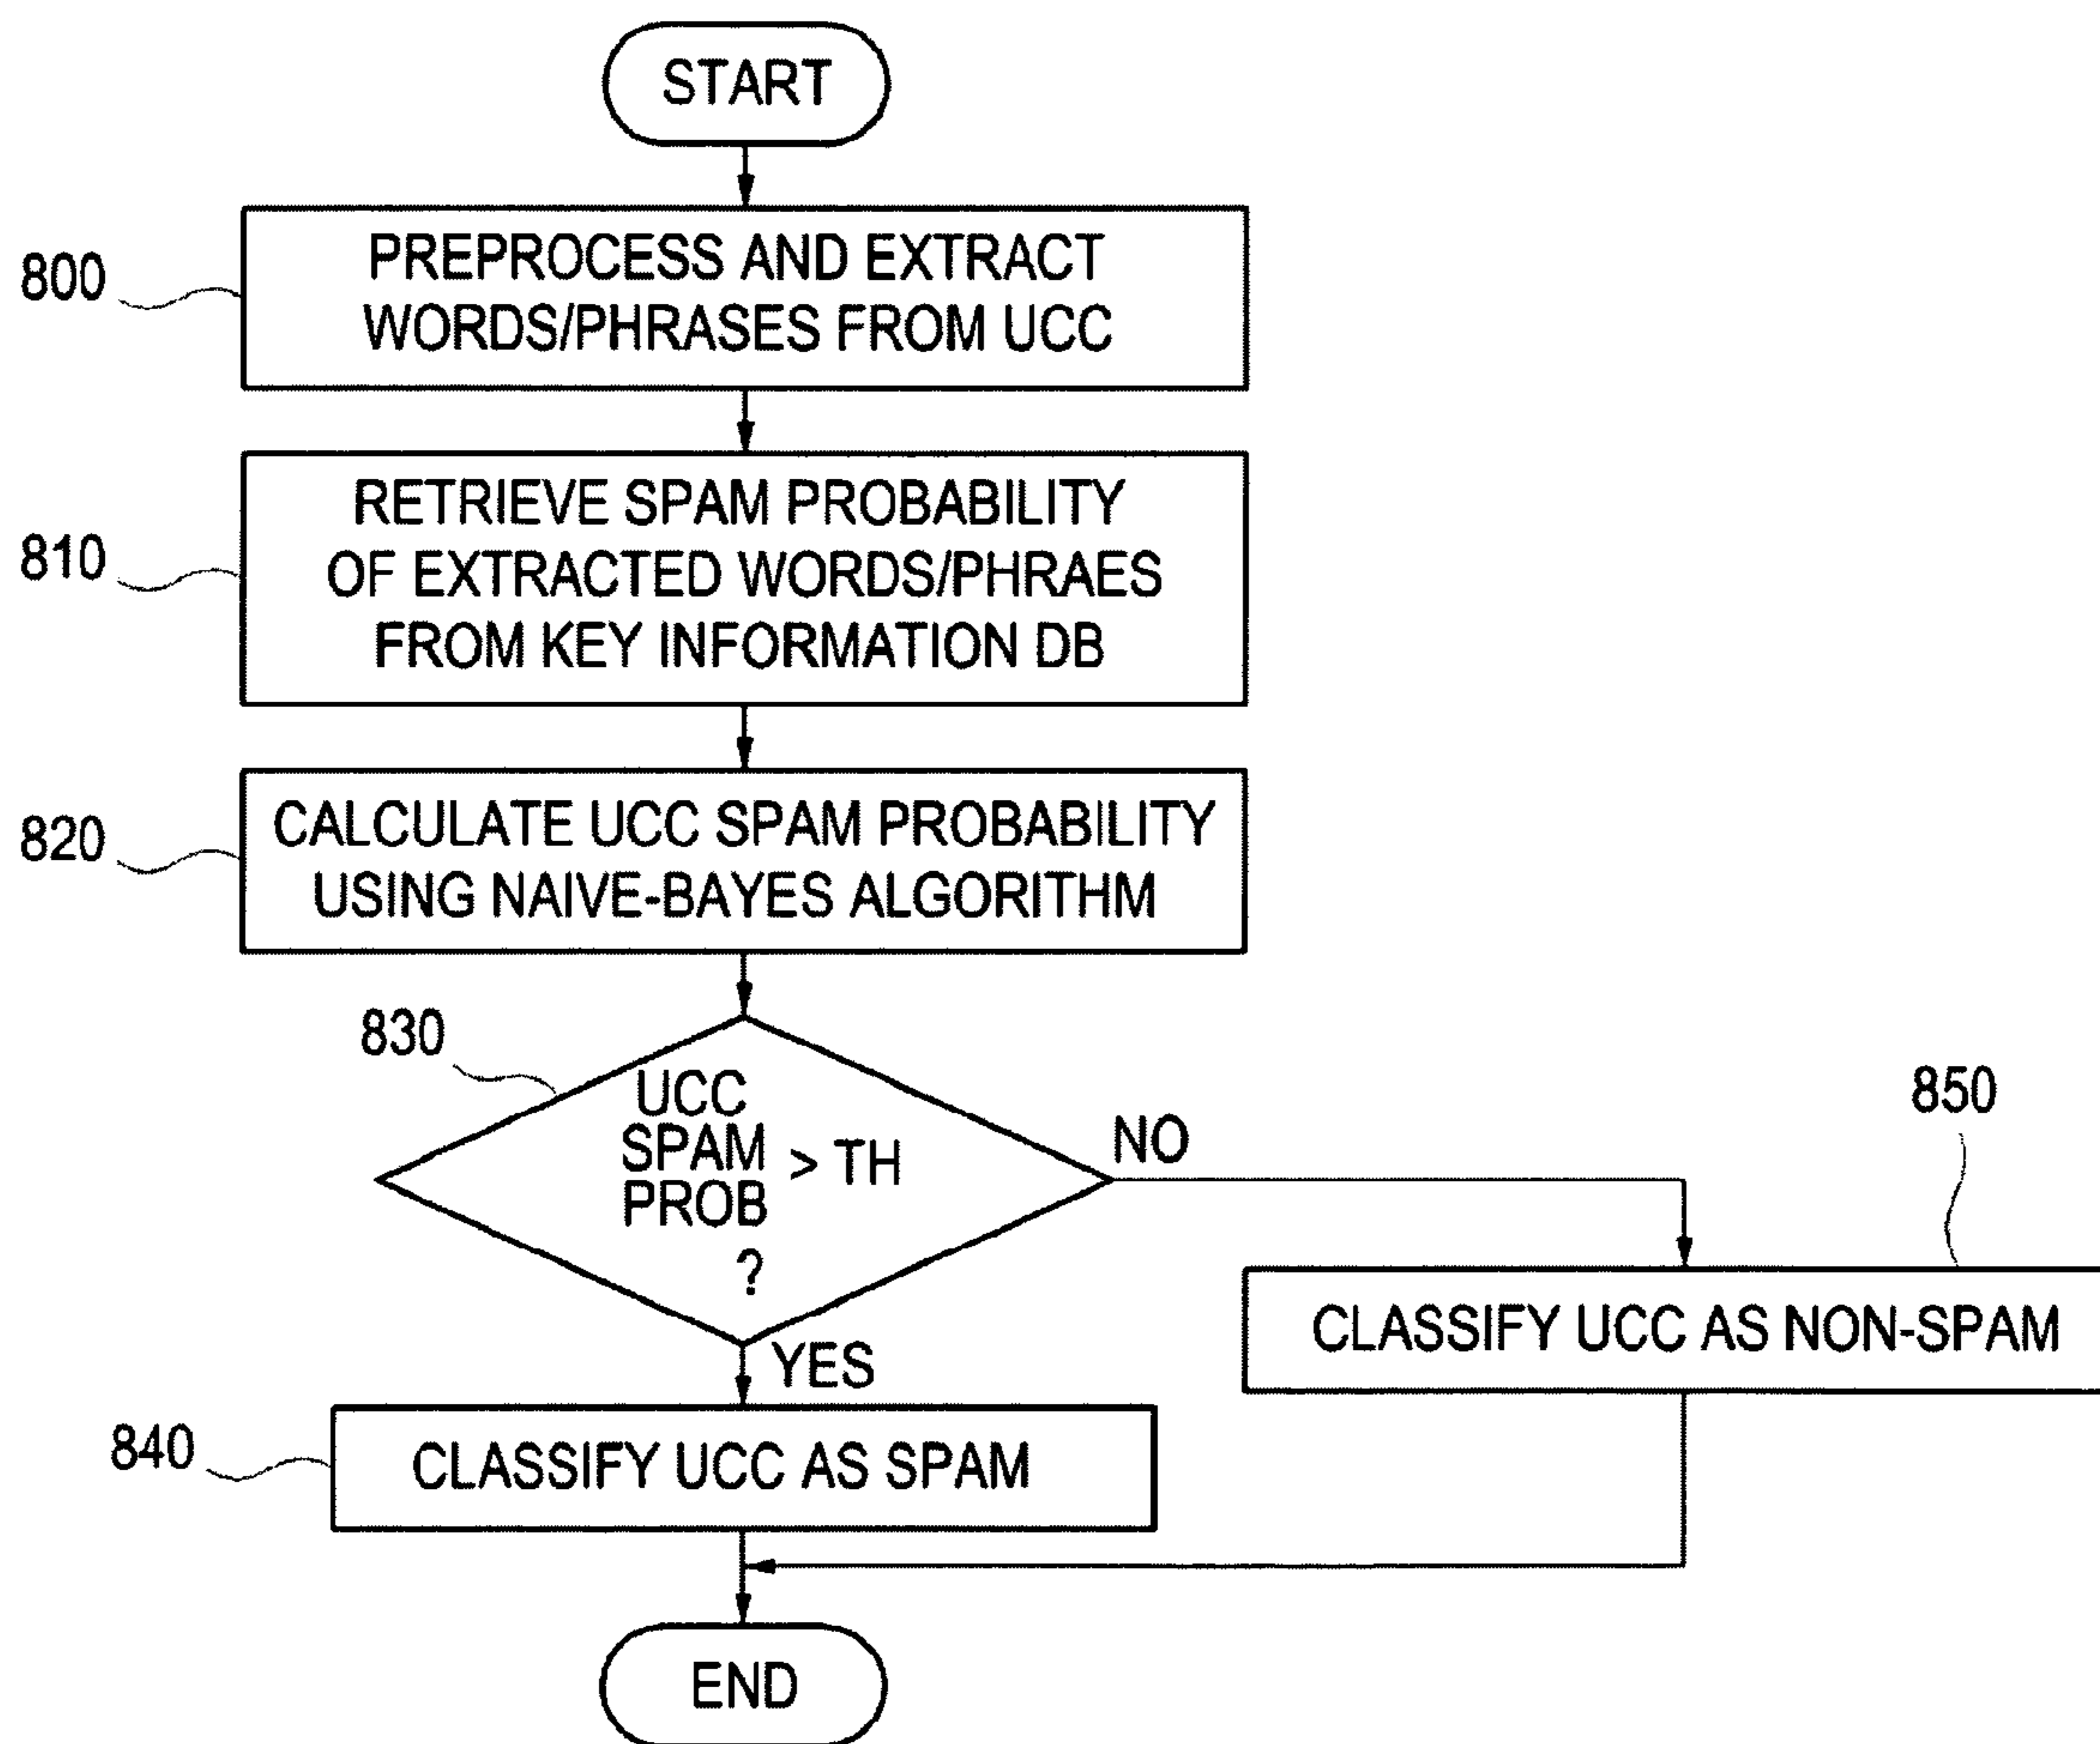 START
800
PREPROCESS AND EXTRACT
WORDS/PHRASES FROM UCC
810
RETRIEVE SPAM PROBABILITY
OF EXTRACTED WORDS/PHRAES
FROM KEY INFORMATION DB
820
CALCULATE UCC SPAM PROBABILITY
USING NAIVE-BAYES ALGORITHM
830
UCC
SPAM
PROB
> TH
?
NO
850
CLASSIFY UCC AS NON-SPAM
YES
840
CLASSIFY UCC AS SPAM
END